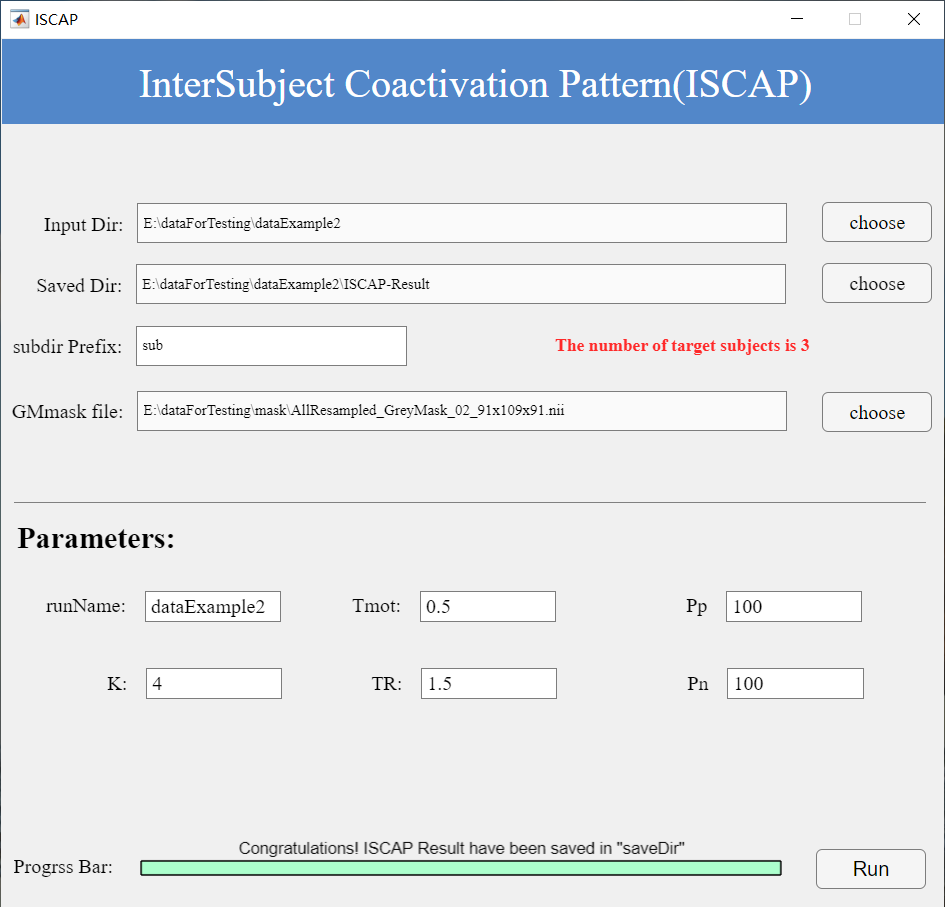 ISCAP
InterSubject Coactivation Pattern(ISCAP)
Input Dir: E:\dataForTesting\dataExample2 choose
Saved Dir: E:\dataForTesting\dataExample2\ISCAP-Result choose
subdir Prefix: sub The number of target subjects is 3
GMmask file: E:\dataForTesting\mask\AllResampled_GreyMask_02_91x109x91.nii choose
Parameters:
runName: dataExample2 Tmot: 0.5 Pp 100
K: 4 TR: 1.5 Pn 100
Congratulations! ISCAP Result have been saved in "saveDir"
Progrss Bar: Run